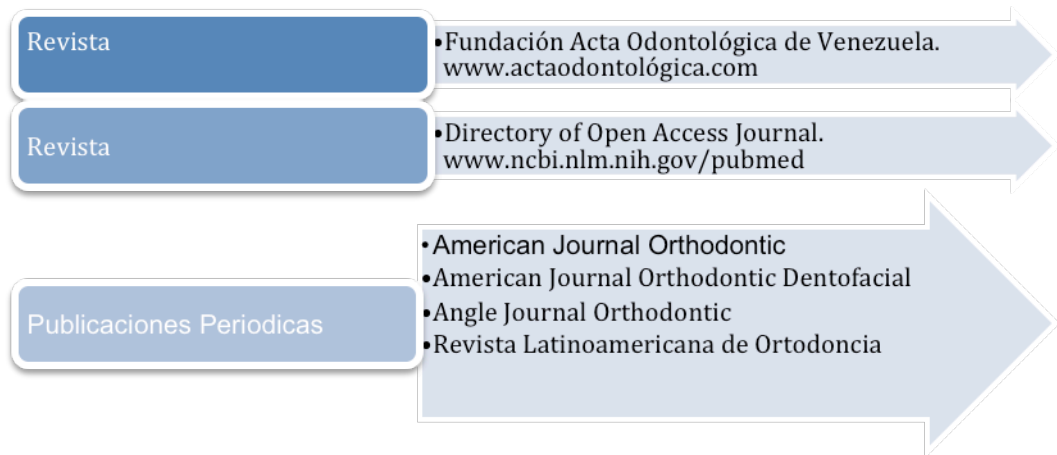 Revista
•Fundación Acta Odontológica de Venezuela.
www.actaodontológica.com
Revista
•Directory of Open Access Journal.
www.ncbi.nlm.nih.gov/pubmed
Publicaciones Periodicas
•American Journal Orthodontic
•American Journal Orthodontic Dentofacial
•Angle Journal Orthodontic
•Revista Latinoamericana de Ortodoncia